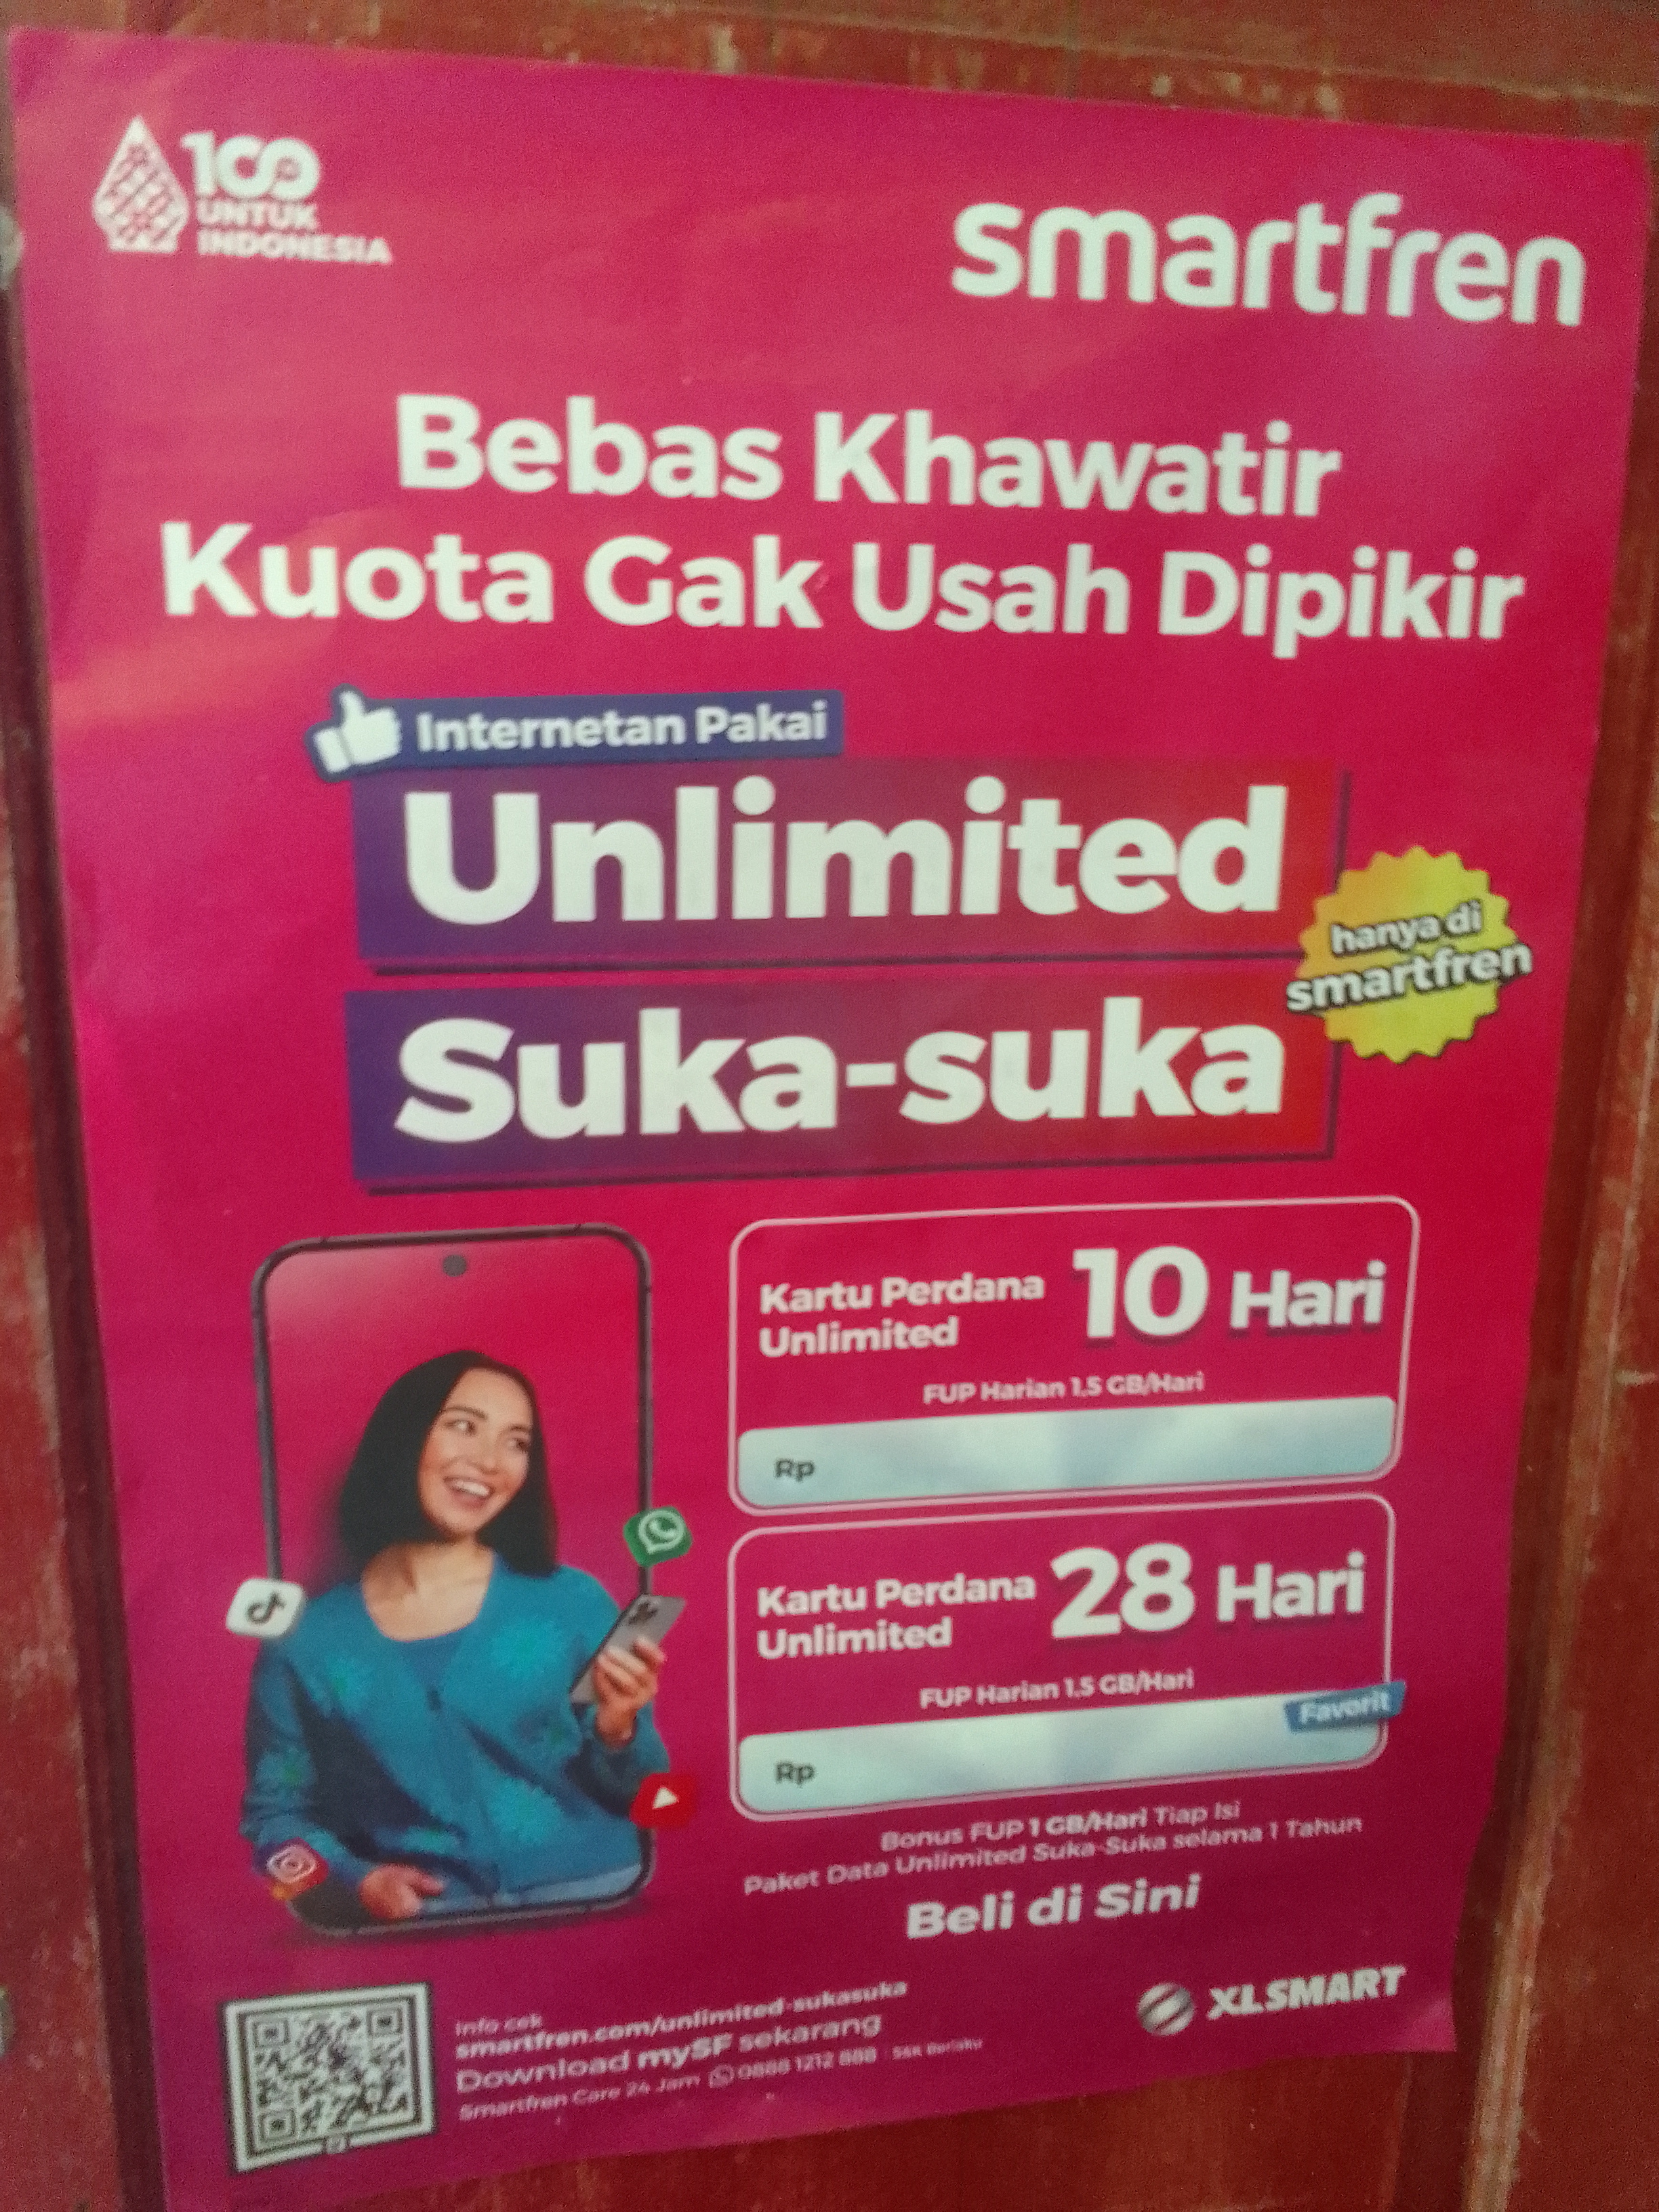 100
UNTUK
INDONESIA
smartfren
Bebas Khawatir
Kuota Gak Usah Dipikir
Internetan Pakai
Unlimited
Suka-suka
hanya di
smartfren
Kartu Perdana
Unlimited
10 Hari
FUP Harian 1.5 GB/Hari
Rp
Kartu Perdana
Unlimited
28 Hari
FUP Harian 1.5 GB/Hari
Favorit
Rp
Bonus FUP 1 GB/Hari Tiap Isi
Paket Data Unlimited Suka-Suka selama 1 Tahun
Beli di Sini
Info cek
smartfren.com/unlimited-sukasuka
Download mySF sekarang
Smartfren Care 24 Jam 0888 1212 888 | S&K Berlaku
XLSMART